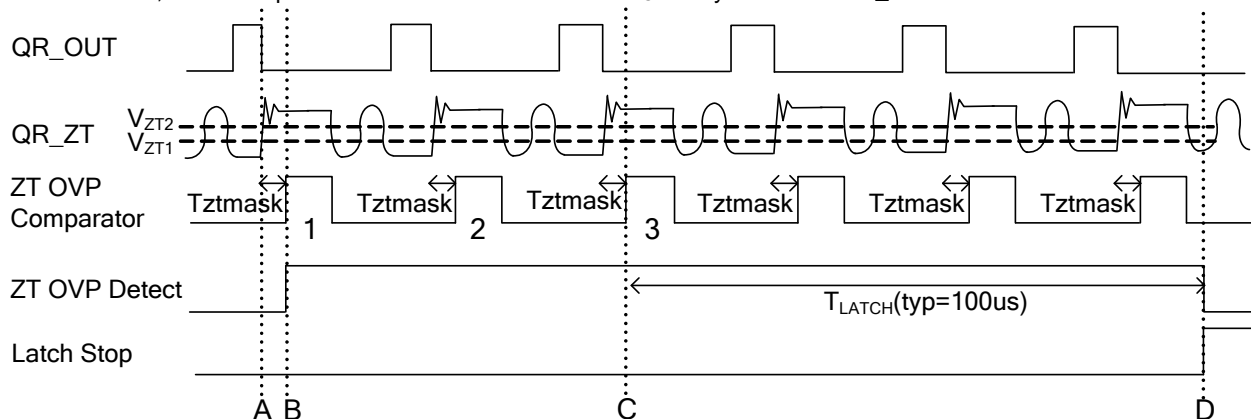 QR_OUT
QR_ZT
VZT2
VZT1
ZT OVP
Comparator
Tztmask Tztmask Tztmask Tztmask Tztmask Tztmask
1 2 3
ZT OVP Detect
TLATCH(typ=100us)
Latch Stop
A B C D